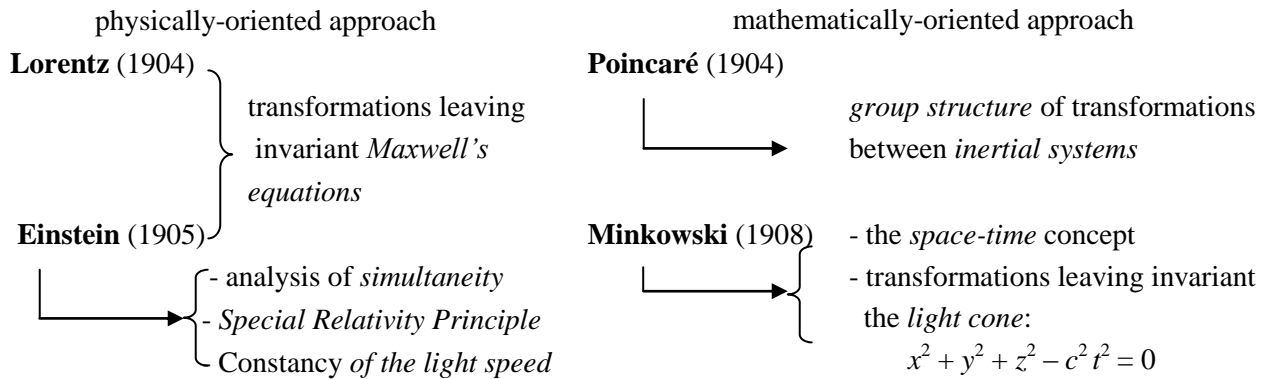 physically-oriented approach
Lorentz (1904)
transformations leaving
invariant Maxwell’s
equations
Einstein (1905)
- analysis of simultaneity
- Special Relativity Principle
- Constancy of the light speed
mathematically-oriented approach
Poincaré (1904)
group structure of transformations
between inertial systems
Minkowski (1908)
- the space-time concept
- transformations leaving invariant
the light cone:
x² + y² + z² – c² t² = 0